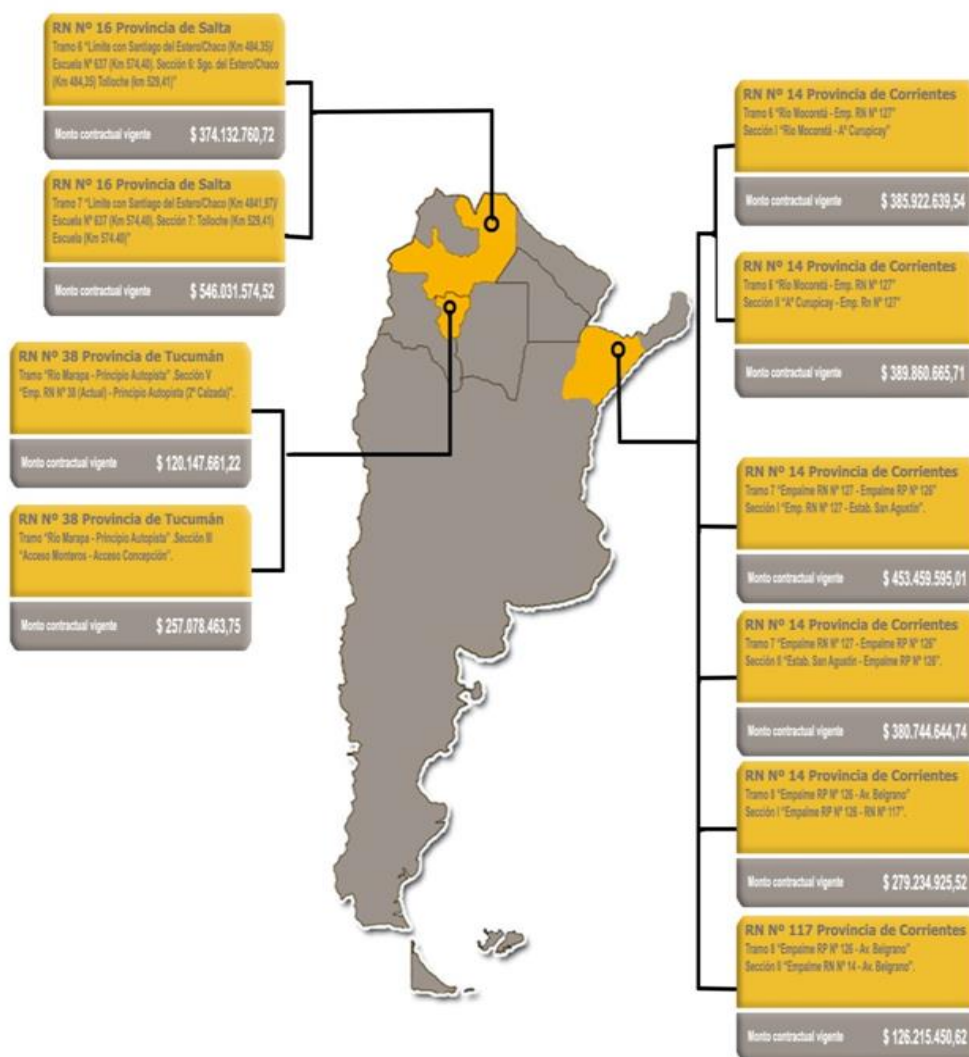 RN Nº 16 Provincia de Salta
Tramo 6 "Límite con Santiago del Estero/Chaco (Km 484,35)/
Escuela Nº 637 (Km 574,40). Sección 6: Sgo. del Estero/Chaco
(Km 484,35) Tolloche (km 529,41)"
Monto contractual vigente $ 374.132.760,72
RN Nº 16 Provincia de Salta
Tramo 7 "Límite con Santiago del Estero/Chaco (Km 4841,87)/
Escuela Nº 637 (Km 574,40). Sección 7: Tolloche (Km 529,41)
Escuela (Km 574.40)"
Monto contractual vigente $ 546.031.574,52
RN Nº 38 Provincia de Tucumán
Tramo "Río Marapa - Principio Autopista" .Sección V
"Emp. RN Nº 38 (Actual) - Principio Autopista (2ª Calzada)".
Monto contractual vigente $ 120.147.661,22
RN Nº 38 Provincia de Tucumán
Tramo "Río Marapa - Principio Autopista" .Sección III
"Acceso Monteros - Acceso Concepción".
Monto contractual vigente $ 257.078.463,75
RN Nº 14 Provincia de Corrientes
Tramo 6 "Río Mocoretá - Emp. RN Nº 127"
Sección I "Río Mocoretá - Aº Curupicay"
Monto contractual vigente $ 385.922.639,54
RN Nº 14 Provincia de Corrientes
Tramo 6 "Río Mocoretá - Emp. RN Nº 127"
Sección II "Aº Curupicay - Emp. Rn Nº 127"
Monto contractual vigente $ 389.860.665,71
RN Nº 14 Provincia de Corrientes
Tramo 7 "Empalme RN Nº 127 - Empalme RP Nº 126"
Sección I "Emp. RN Nº 127 - Estab. San Agustín".
Monto contractual vigente $ 453.459.595,01
RN Nº 14 Provincia de Corrientes
Tramo 7 "Empalme RN Nº 127 - Empalme RP Nº 126"
Sección II "Estab. San Agustín - Empalme RP Nº 126".
Monto contractual vigente $ 380.744.644,74
RN Nº 14 Provincia de Corrientes
Tramo 8 "Empalme RP Nº 126 - Av. Belgrano"
Sección I "Empalme RP Nº 126 - RN Nº 117".
Monto contractual vigente $ 279.234.925,52
RN Nº 117 Provincia de Corrientes
Tramo 8 "Empalme RP Nº 126 - Av. Belgrano"
Sección II "Empalme RN Nº 14 - Av. Belgrano".
Monto contractual vigente $ 126.215.450,62